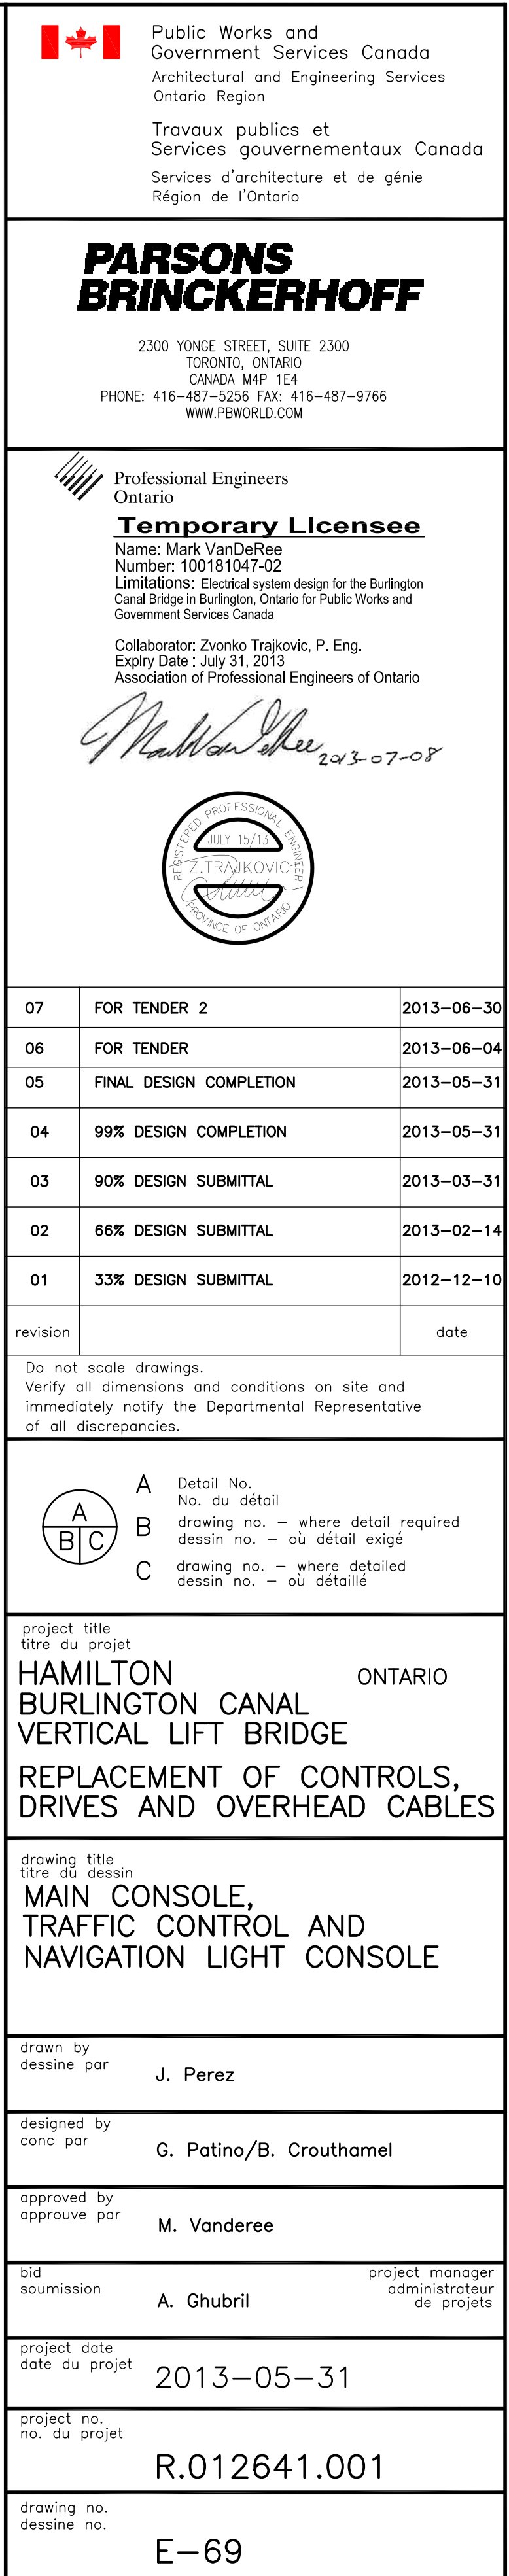 Public Works and
Government Services Canada
Architectural and Engineering Services
Ontario Region
Travaux publics et
Services gouvernementaux Canada
Services d'architecture et de génie
Région de l'Ontario
PARSONS
BRINCKERHOFF
2300 YONGE STREET, SUITE 2300
TORONTO, ONTARIO
CANADA M4P 1E4
PHONE: 416-487-5256 FAX: 416-487-9766
WWW.PBWORLD.COM
Professional Engineers
Ontario
Temporary Licensee
Name: Mark VanDeRee
Number: 100181047-02
Limitations: Electrical system design for the Burlington
Canal Bridge in Burlington, Ontario for Public Works and
Government Services Canada
Collaborator: Zvonko Trajkovic, P. Eng.
Expiry Date : July 31, 2013
Association of Professional Engineers of Ontario
Mark VanDeRee 2013-07-08
REGISTERED PROFESSIONAL ENGINEER
JULY 15/13
Z.TRAJKOVIC
PROVINCE OF ONTARIO
07 FOR TENDER 2 2013-06-30
06 FOR TENDER 2013-06-04
05 FINAL DESIGN COMPLETION 2013-05-31
04 99% DESIGN COMPLETION 2013-05-31
03 90% DESIGN SUBMITTAL 2013-03-31
02 66% DESIGN SUBMITTAL 2013-02-14
01 33% DESIGN SUBMITTAL 2012-12-10
revision date
Do not scale drawings.
Verify all dimensions and conditions on site and
immediately notify the Departmental Representative
of all discrepancies.
A
B C
A Detail No.
No. du détail
B drawing no. - where detail required
dessin no. - où détail exigé
C drawing no. - where detailed
dessin no. - où détaillé
project title
titre du projet
HAMILTON ONTARIO
BURLINGTON CANAL
VERTICAL LIFT BRIDGE
REPLACEMENT OF CONTROLS,
DRIVES AND OVERHEAD CABLES
drawing title
titre du dessin
MAIN CONSOLE,
TRAFFIC CONTROL AND
NAVIGATION LIGHT CONSOLE
drawn by
dessine par
J. Perez
designed by
conc par
G. Patino/B. Crouthamel
approved by
approuve par
M. Vanderee
bid project manager
soumission administrateur
de projets
A. Ghubril
project date
date du projet
2013-05-31
project no.
no. du projet
R.012641.001
drawing no.
dessine no.
E-69